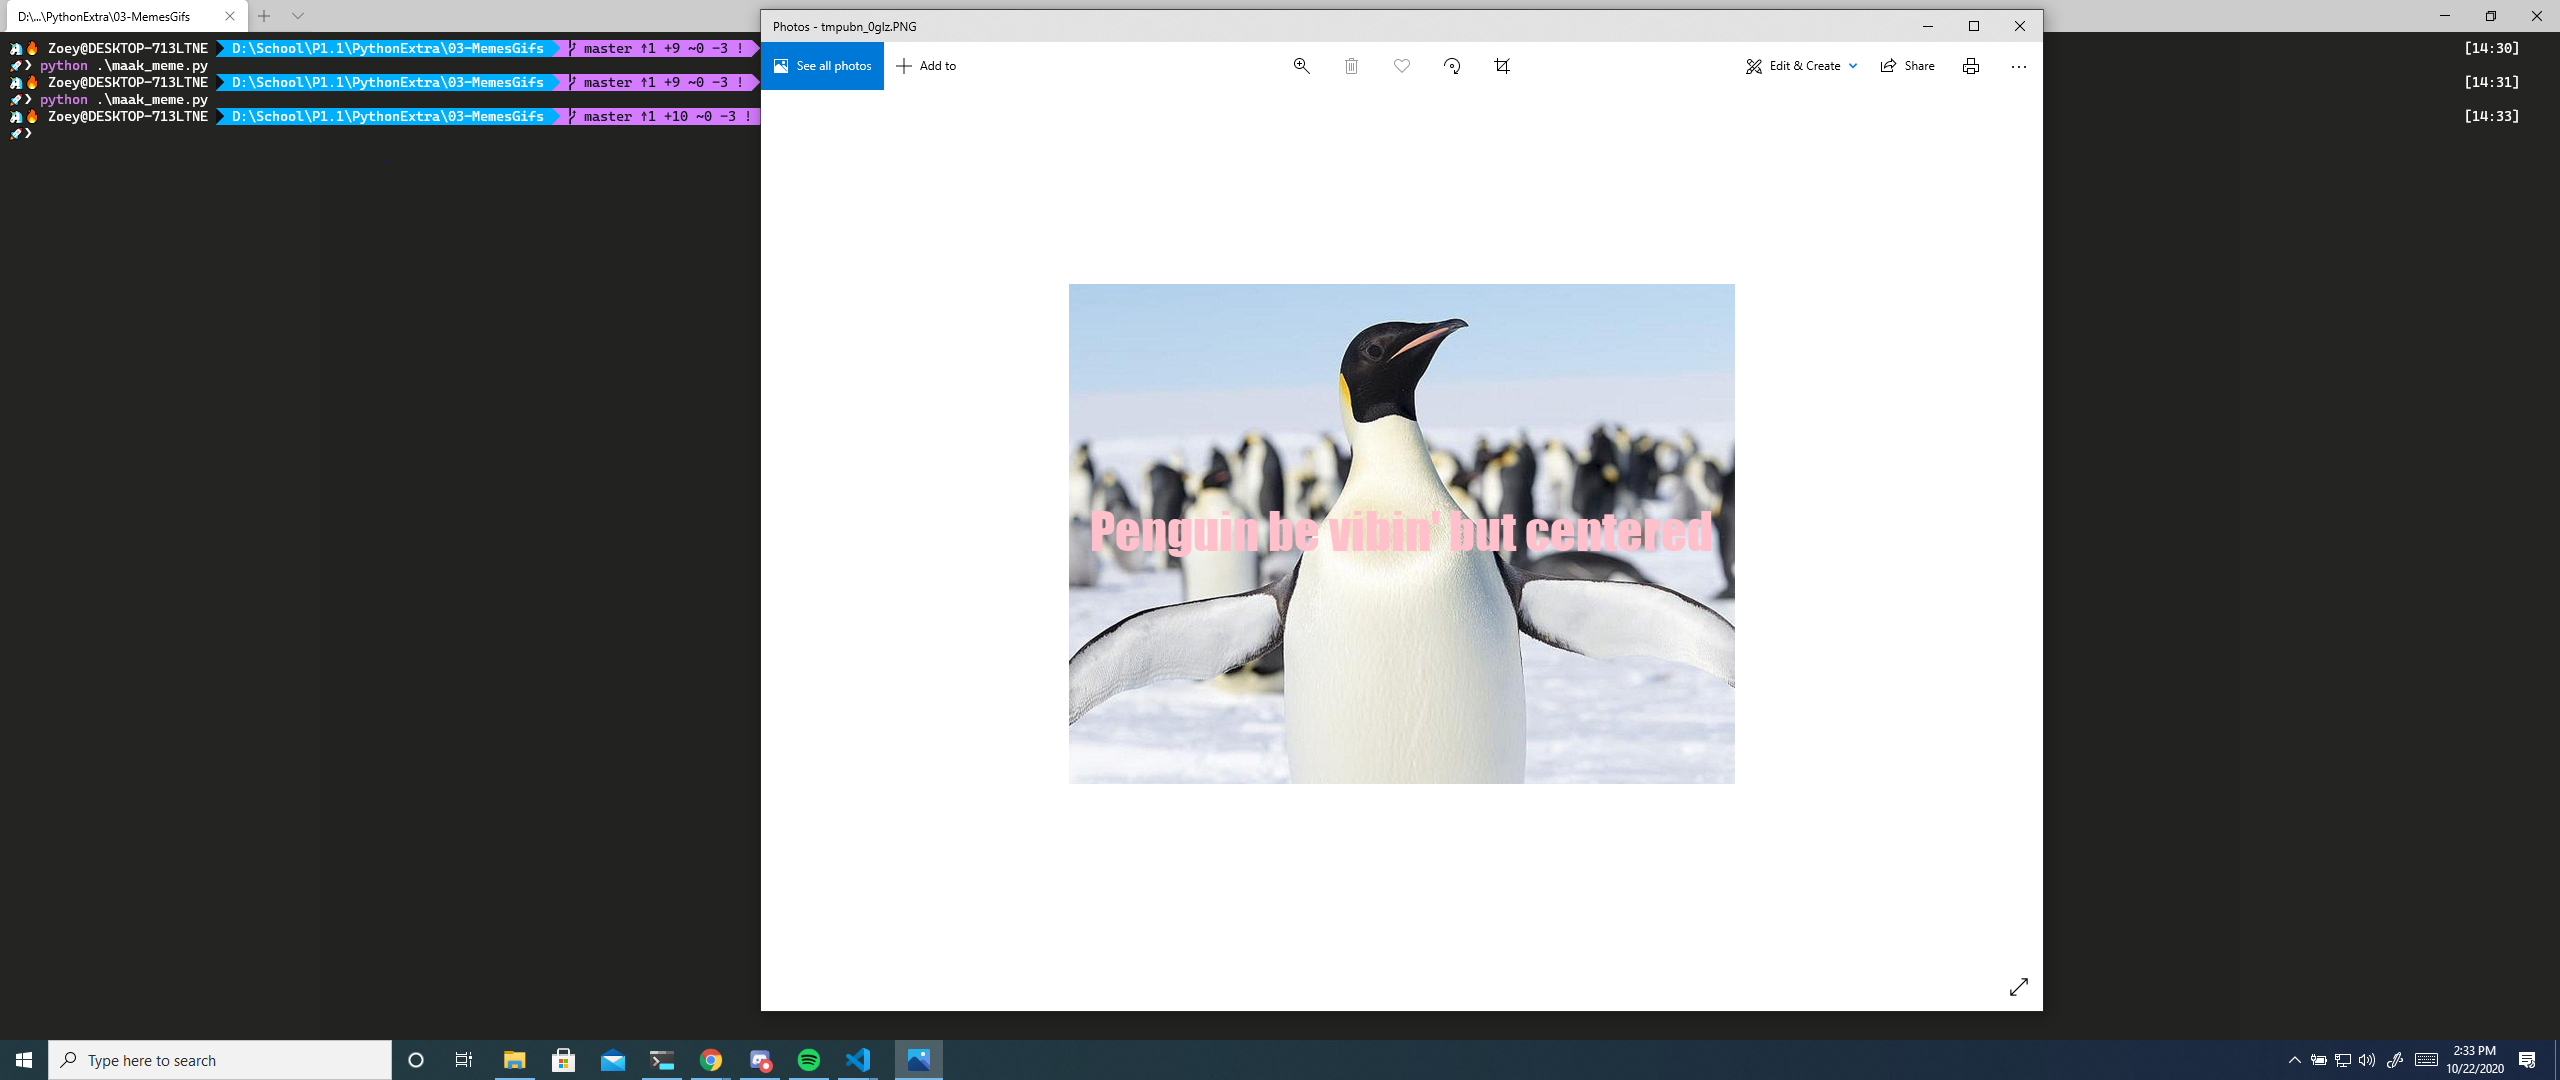 D:\...\PythonExtra\03-MemesGifs
Zoey@DESKTOP-713LTNE D:\School\P1.1\PythonExtra\03-MemesGifs master ↑1 +9 ~0 -3 ! [14:30]
❯ python .\maak_meme.py
Zoey@DESKTOP-713LTNE D:\School\P1.1\PythonExtra\03-MemesGifs master ↑1 +9 ~0 -3 ! [14:31]
❯ python .\maak_meme.py
Zoey@DESKTOP-713LTNE D:\School\P1.1\PythonExtra\03-MemesGifs master ↑1 +10 ~0 -3 ! [14:33]
❯
Photos - tmpubn_0glz.PNG
See all photos Add to Edit & Create Share
Penguin be vibin' but centered
Type here to search
2:33 PM
10/22/2020